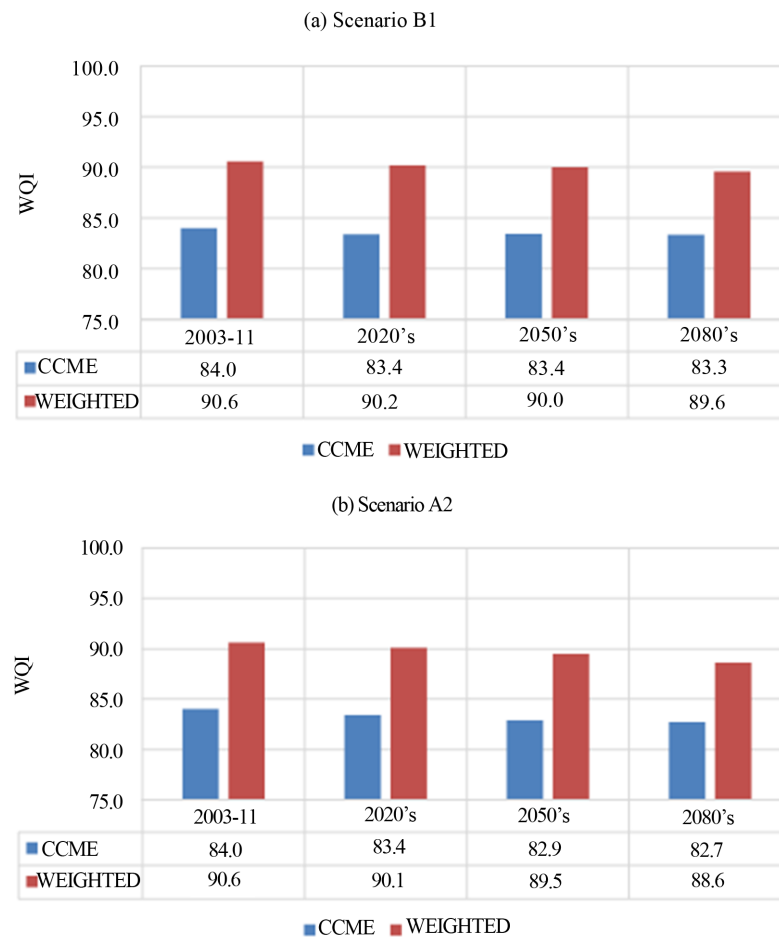 (a) Scenario B1
100.0
95.0
90.0
85.0
80.0
75.0
WQI
2003-11 2020's 2050's 2080's
CCME 84.0 83.4 83.4 83.3
WEIGHTED 90.6 90.2 90.0 89.6
CCME WEIGHTED
(b) Scenario A2
100.0
95.0
90.0
85.0
80.0
75.0
WQI
2003-11 2020's 2050's 2080's
CCME 84.0 83.4 82.9 82.7
WEIGHTED 90.6 90.1 89.5 88.6
CCME WEIGHTED